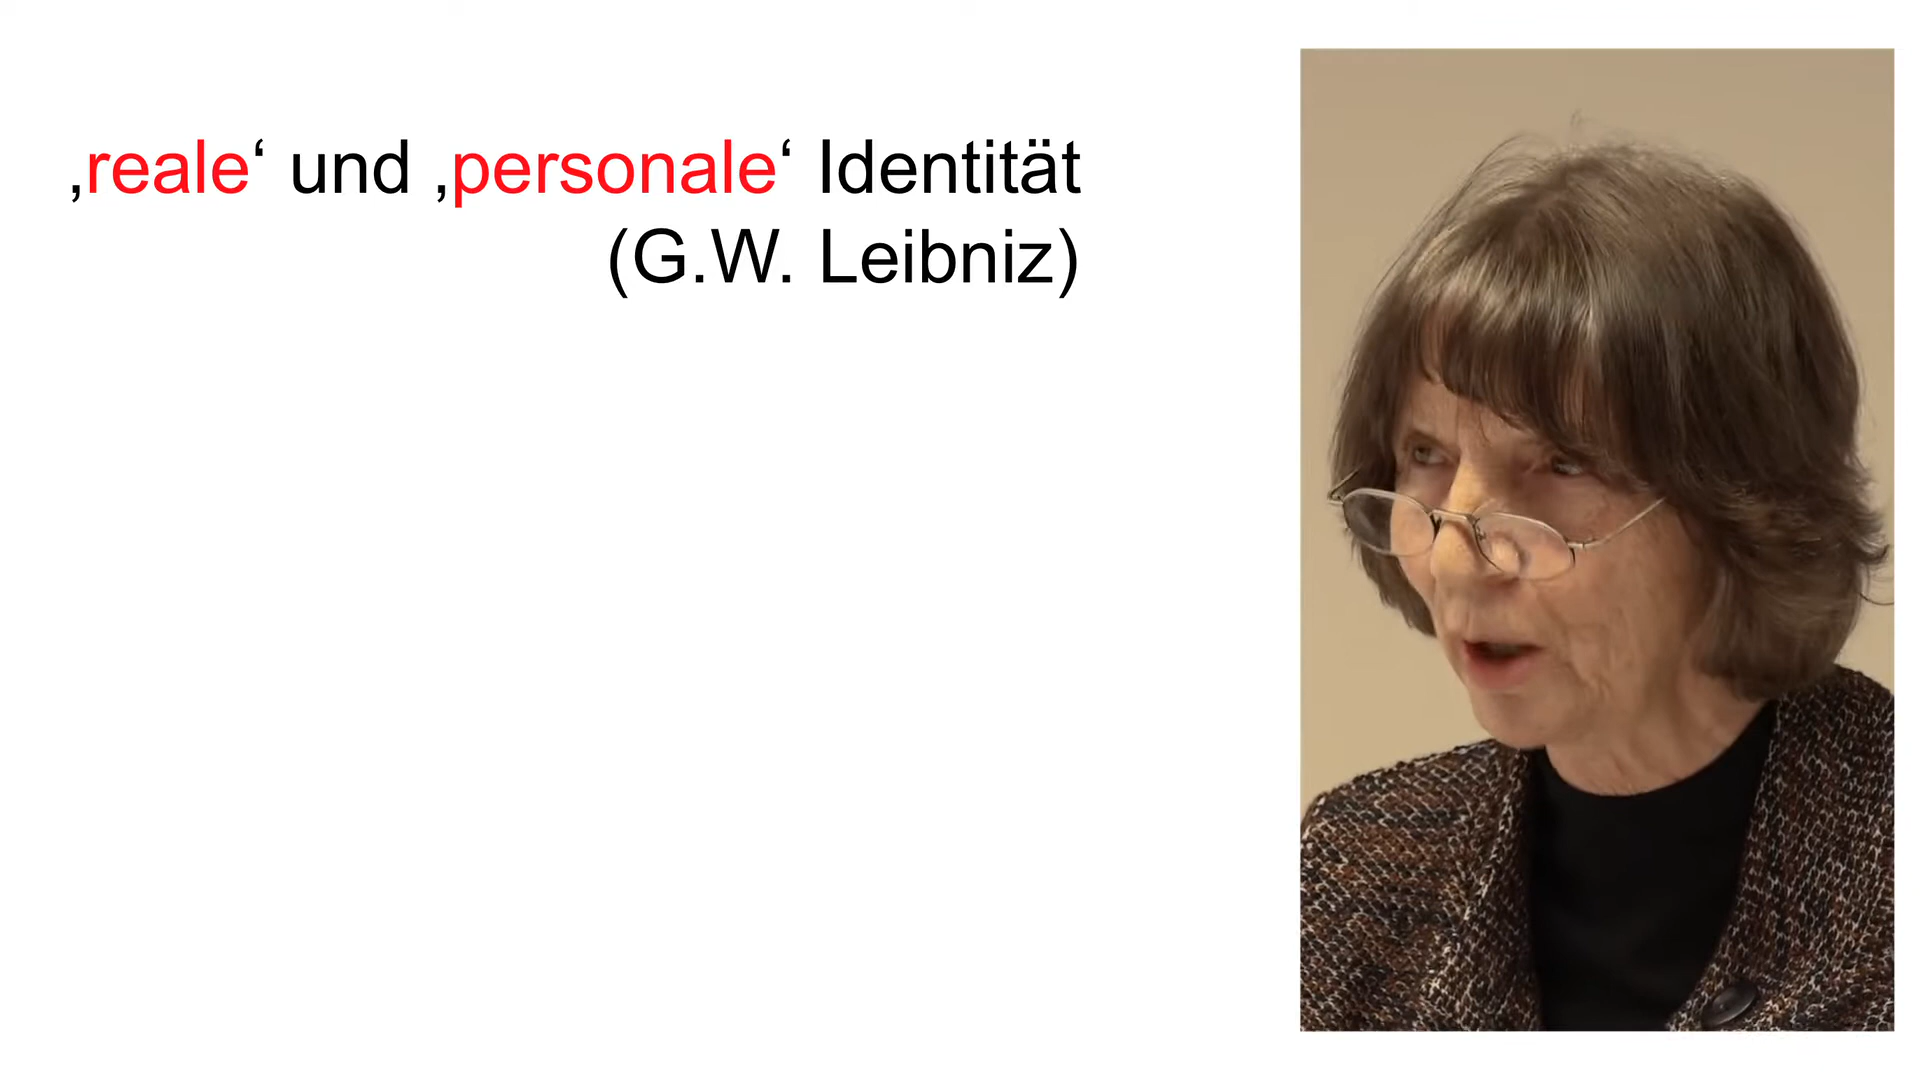 ‚reale‘ und ‚personale‘ Identität
(G.W. Leibniz)